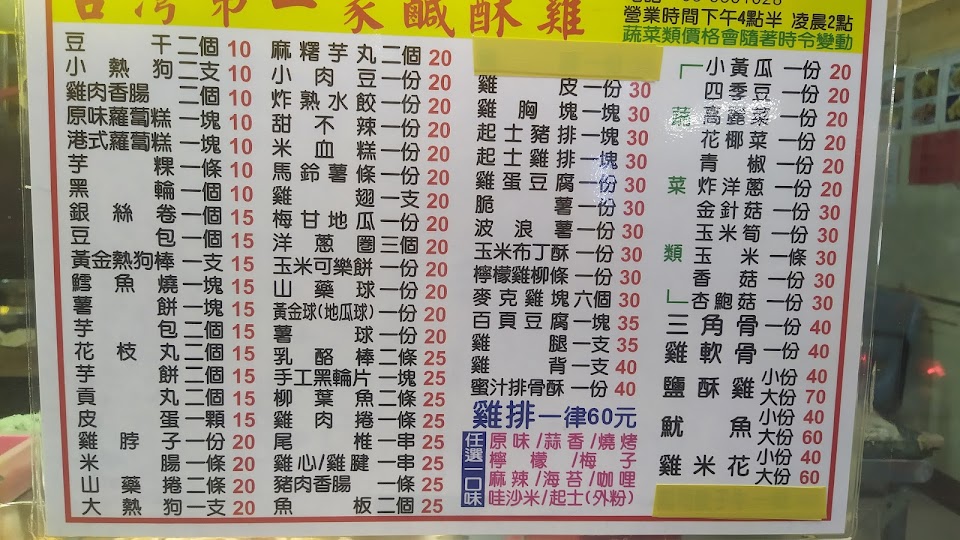 台灣第一家鹹酥雞
營業時間下午4點半 凌晨2點
蔬菜類價格會隨著時令變動
豆干二個 10
小熱狗二支 10
雞肉香腸 二個 10
原味蘿蔔糕一塊 10
港式蘿蔔糕一塊 10
芋粿一條 10
黑輪一個 10
銀絲卷一個 15
豆包一個 15
黃金熱狗棒一支 15
鱈魚燒一塊 15
薯餅一塊 15
芋包二個 15
花枝丸二個 15
芋餅二個 15
貢丸二個 15
皮蛋一顆 15
雞脖子一份 20
米腸一條 20
山藥捲二條 20
大熱狗一支 20
麻糬芋丸二個 20
小肉豆一份 20
炸熟水餃一份 20
甜不辣一份 20
米血糕一份 20
馬鈴薯條一份 20
雞翅一支 20
梅甘地瓜一份 20
洋蔥圈三個 20
玉米可樂餅一份 20
山藥球一份 20
黃金球(地瓜球)一份 20
薯球一份 20
乳酪棒二條 25
手工黑輪片一塊 25
柳葉魚二條 25
雞肉捲一條 25
尾椎一串 25
雞心/雞腱一串 25
豬肉香腸 一條 25
魚板二個 25
雞皮一份 30
雞胸塊一塊 30
起士豬排一塊 30
起士雞排一塊 30
雞蛋豆腐一份 30
脆薯一份 30
波浪薯一份 30
玉米布丁酥一份 30
檸檬雞柳條一份 30
麥克雞塊六個 30
百頁豆腐一塊 35
雞腿一支 35
雞背一支 40
蜜汁排骨酥一份 40
雞排一律60元
任選一口味
原味/蒜香/燒烤
檸檬/梅子
麻辣/海苔/咖哩
哇沙米/起士(外粉)
蔬菜類
小黃瓜一份 20
四季豆一份 20
高麗菜一份 20
花椰菜一份 20
青椒一份 20
炸洋蔥一份 20
金針菇一份 30
玉米筍一份 30
玉米一條 30
香菇一份 30
杏鮑菇一份 30
三角骨一份 40
雞軟骨一份 40
鹽酥雞 小份 40
大份 70
魷魚 小份 40
大份 60
雞米花 小份 40
大份 60